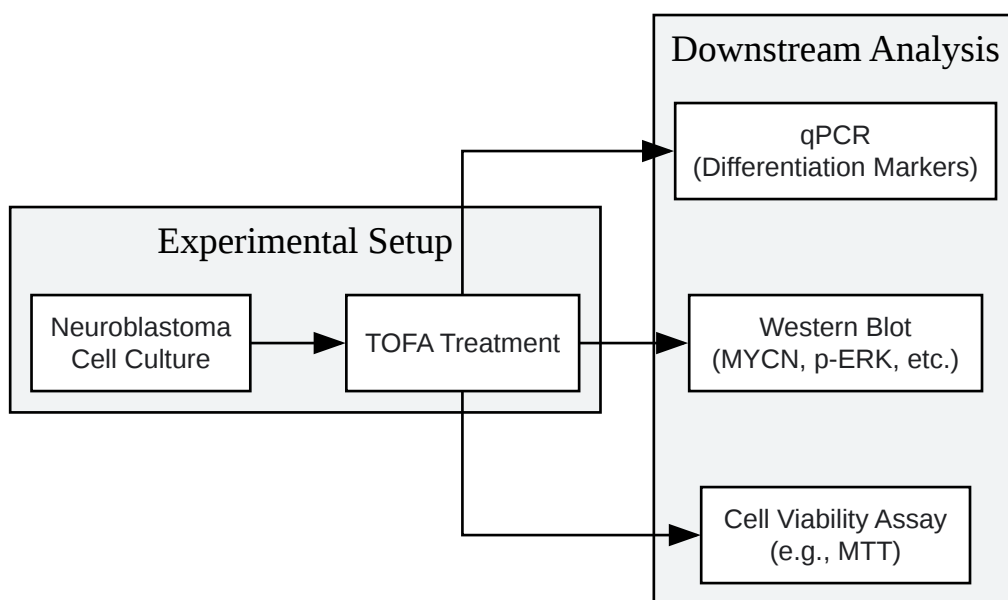 Experimental Setup
Neuroblastoma
Cell Culture
TOFA Treatment
Downstream Analysis
qPCR
(Differentiation Markers)
Western Blot
(MYCN, p-ERK, etc.)
Cell Viability Assay
(e.g., MTT)